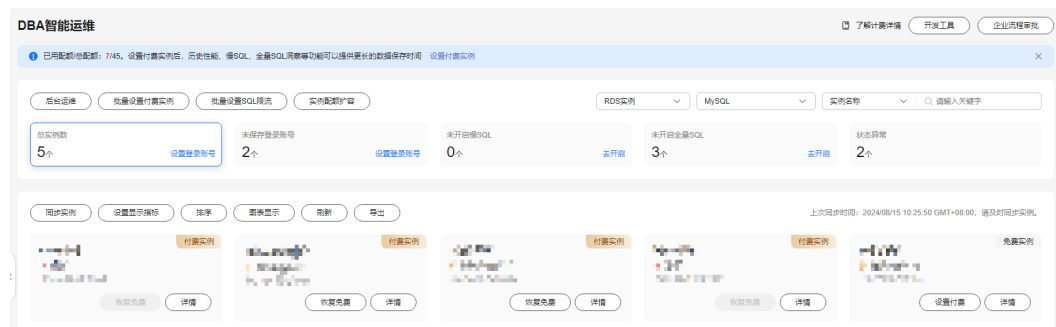 DBA智能运维 了解计费详情 开发工具 企业流程审批
已用配额/总配额：7/45。设置付费实例后，历史性能、慢SQL、全量SQL洞察等功能可以提供更长的数据保存时间 设置付费实例
后台运维 批量设置付费实例 批量设置SQL限流 实例配额扩容 RDS实例 MySQL 实例名称 请输入关键字
总实例数 未保存登录账号 未开启慢SQL 未开启全量SQL 状态异常
5个 设置登录账号 2个 设置登录账号 0个 去开启 3个 去开启 2个
同步实例 设置显示指标 排序 图表显示 刷新 导出 上次同步时间：2024/08/15 10:25:50 GMT+08:00，请及时同步实例。
付费实例 付费实例 付费实例 付费实例 免费实例
恢复免费 详情 恢复免费 详情 恢复免费 详情 恢复免费 详情 设置付费 详情